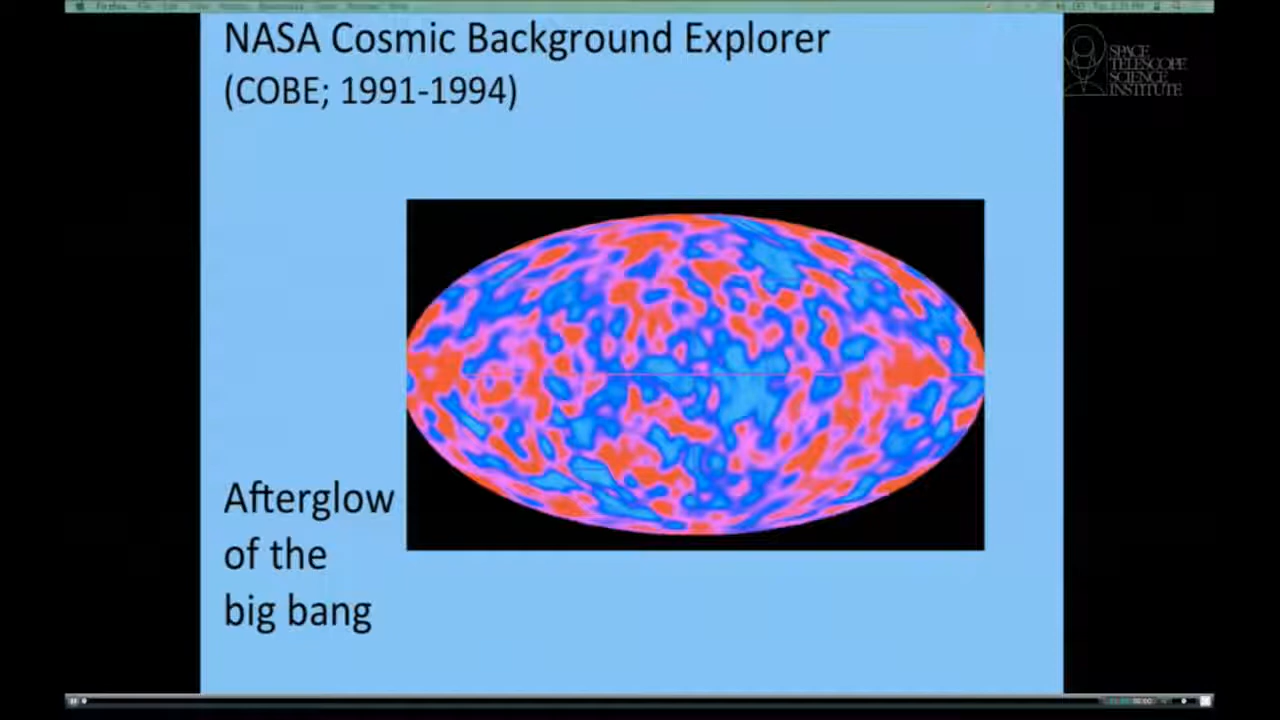 NASA Cosmic Background Explorer
(COBE; 1991-1994)
SPACE
TELESCOPE
SCIENCE
INSTITUTE
Afterglow
of the
big bang